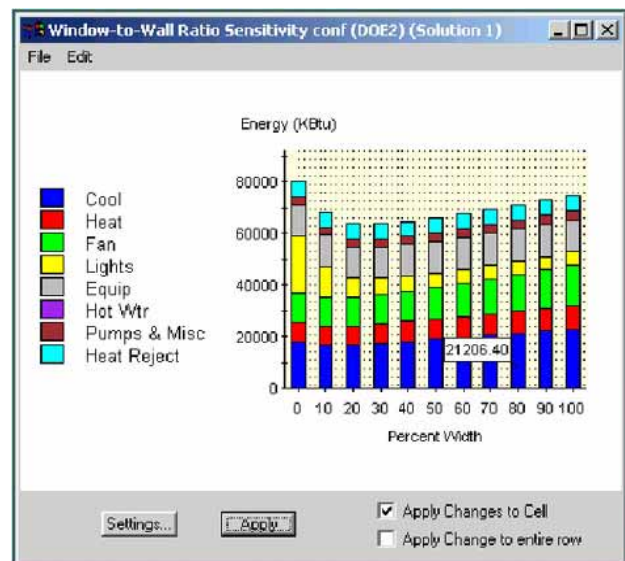 Window-to-Wall Ratio Sensitivity conf (DOE2) (Solution 1)
File Edit
Energy (KBtu)
80000
60000
40000
20000
0
Cool
Heat
Fan
Lights
Equip
Hot Wtr
Pumps & Misc
Heat Reject
21206.40
0 10 20 30 40 50 60 70 80 90 100
Percent Width
Settings...
Apply
Apply Changes to Cell
Apply Change to entire row